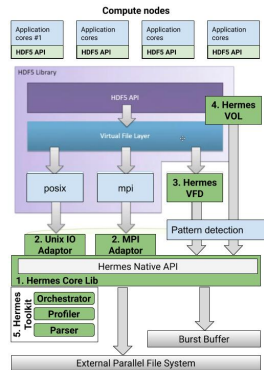 Compute nodes
Application
cores #1
HDF5 API
Application
cores
HDF5 API
Application
cores
HDF5 API
Application
cores
HDF5 API
HDF5 Library
HDF5 API
4. Hermes
VOL
Virtual File Layer
posix
mpi
3. Hermes
VFD
Pattern detection
2. Unix IO
Adaptor
2. MPI
Adaptor
Hermes Native API
1. Hermes Core Lib
5. Hermes
Toolkit
Orchestrator
Profiler
Parser
Burst Buffer
External Parallel File System